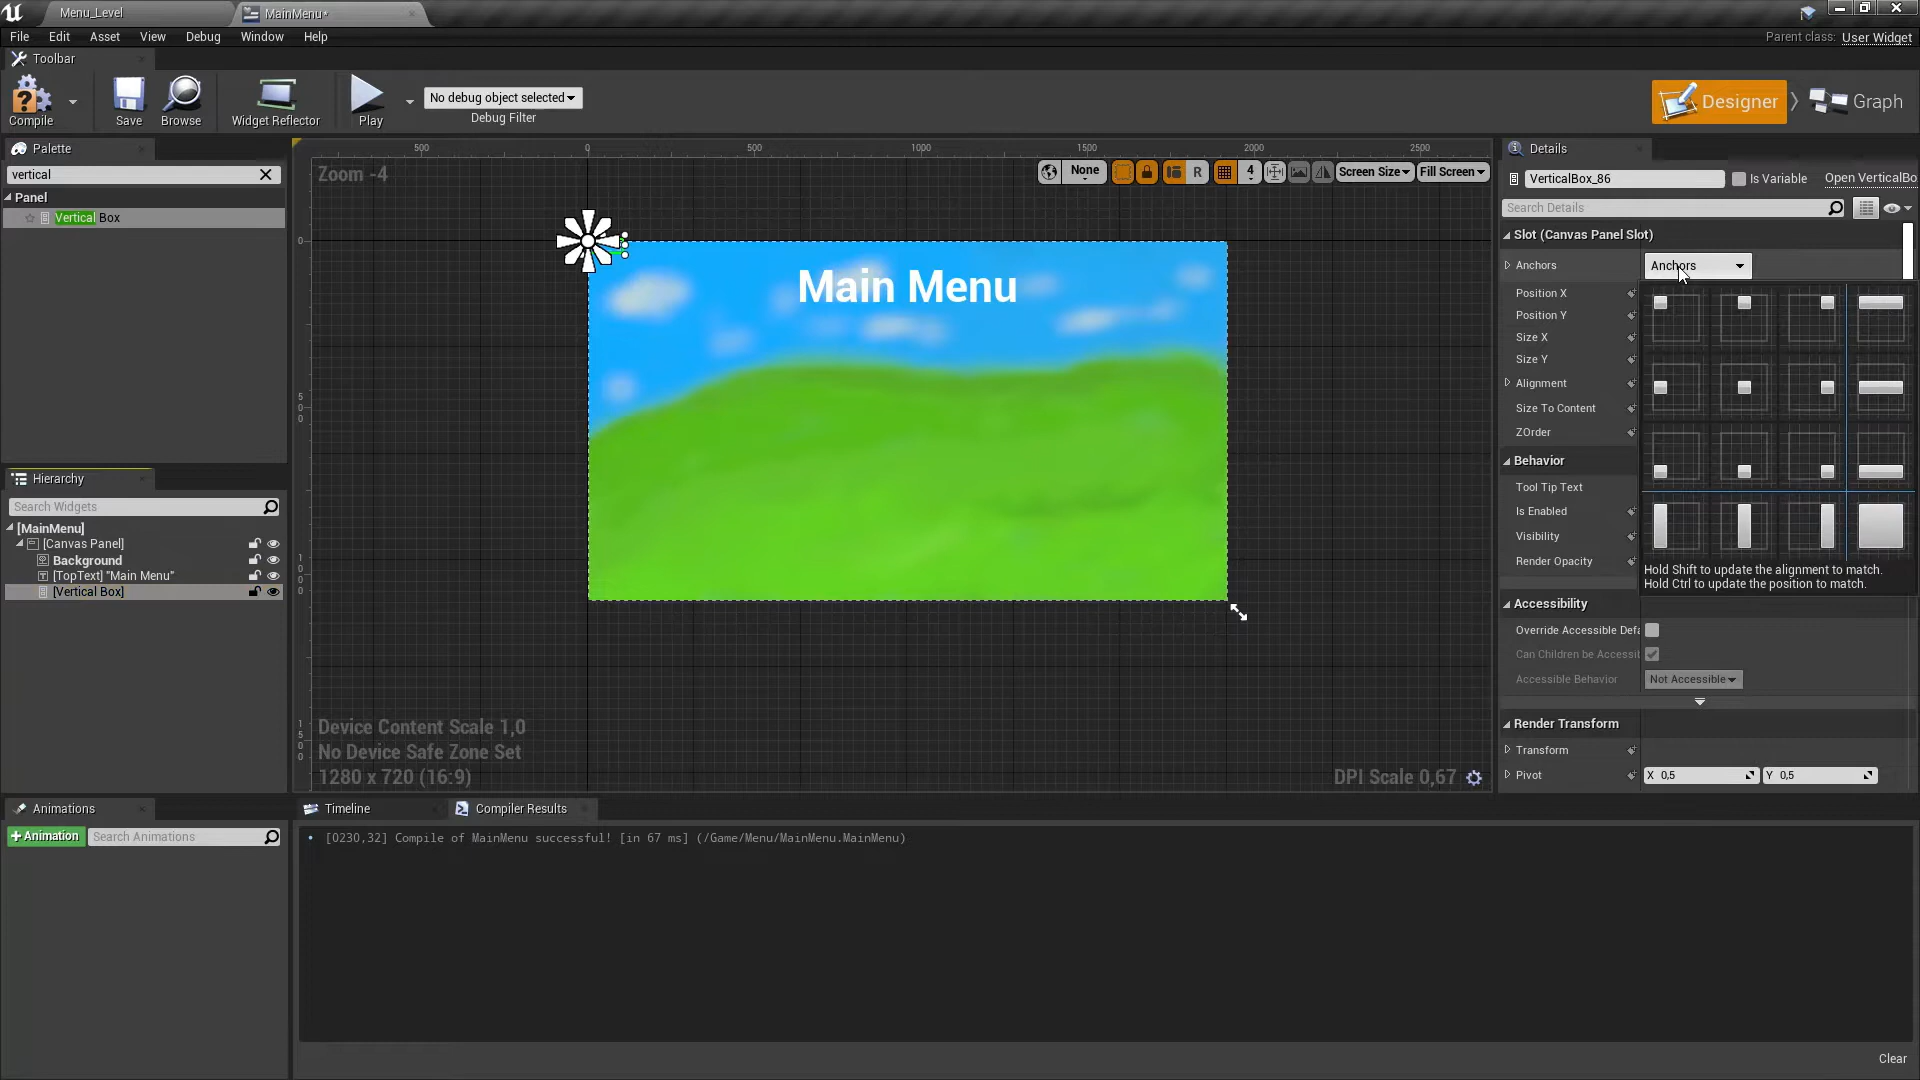 Menu_Level
MainMenu*
File Edit Asset View Debug Window Help
Parent class: User Widget
Toolbar
Compile
Save
Browse
Widget Reflector
Play
No debug object selected
Debug Filter
Designer
Graph
Palette
vertical
Panel
Vertical Box
Hierarchy
Search Widgets
[MainMenu]
[Canvas Panel]
Background
[TopText] "Main Menu"
[Vertical Box]
Animations
+ Animation
Search Animations
500 0 500 1000 1500 2000 2500
0
500
1000
1500
Zoom -4
None
R
4
Screen Size
Fill Screen
Main Menu
Device Content Scale 1,0
No Device Safe Zone Set
1280 x 720 (16:9)
DPI Scale 0,67
Timeline
Compiler Results
[0230,32] Compile of MainMenu successful! [in 67 ms] (/Game/Menu/MainMenu.MainMenu)
Clear
Details
VerticalBox_86
Is Variable
Open VerticalBo
Search Details
Slot (Canvas Panel Slot)
Anchors
Anchors
Position X
Position Y
Size X
Size Y
Alignment
Size To Content
ZOrder
Behavior
Tool Tip Text
Is Enabled
Visibility
Render Opacity
Hold Shift to update the alignment to match.
Hold Ctrl to update the position to match.
Accessibility
Override Accessible Defa
Can Children be Accessit
Accessible Behavior
Not Accessible
Render Transform
Transform
Pivot
X 0,5
Y 0,5